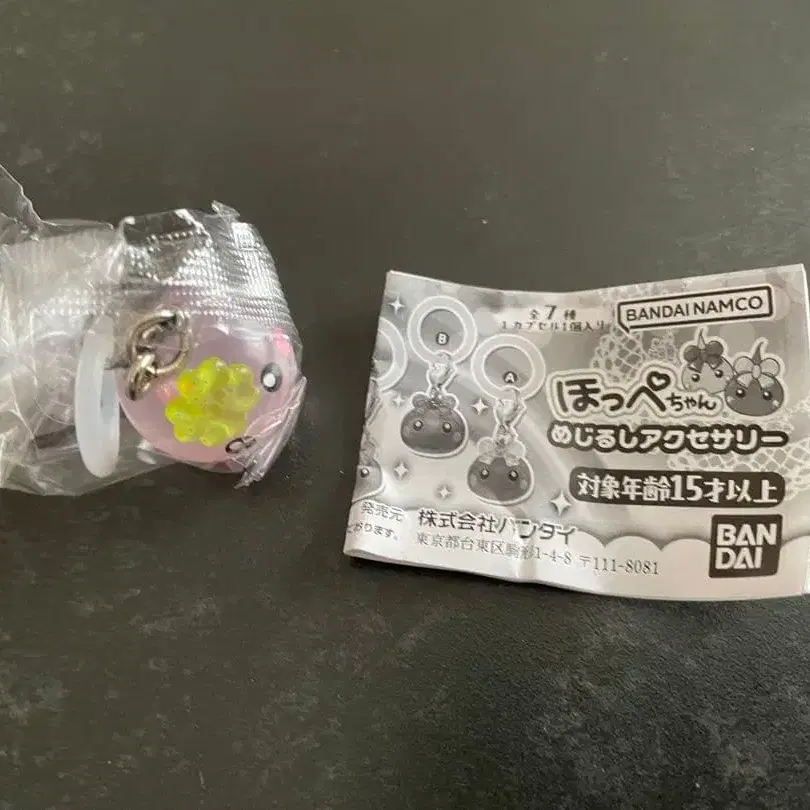 全7種
1カプセル1個入り
BANDAI NAMCO
B
A
ほっぺちゃん
めじるしアクセサリー
対象年齢15才以上
発売元 株式会社バンダイ
ております。 東京都台東区駒形1-4-8 〒111-8081
BAN
DAI